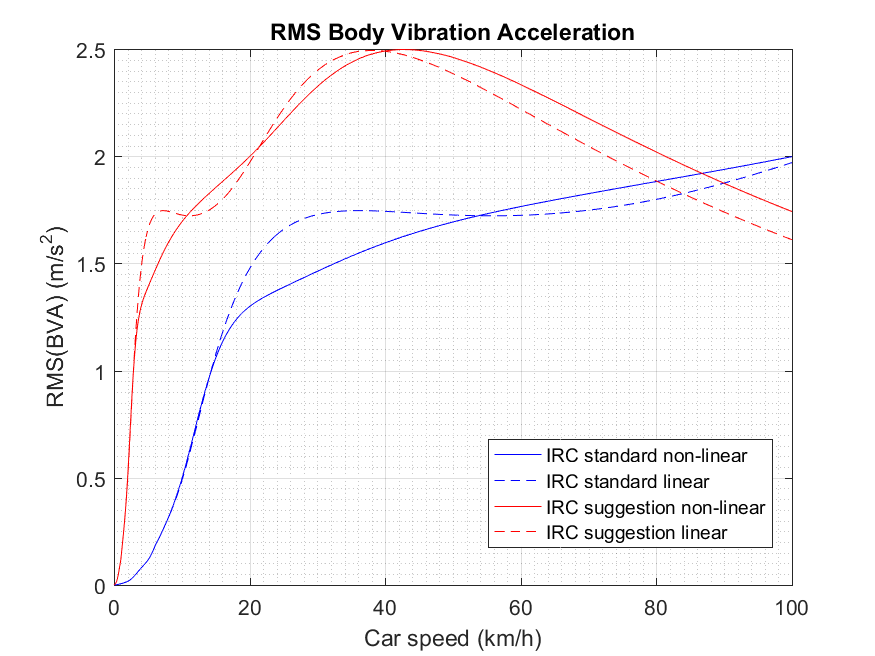 RMS Body Vibration Acceleration
RMS(BVA) (m/s²)
2.5
2
1.5
1
0.5
0
0 20 40 60 80 100
Car speed (km/h)
IRC standard non-linear
IRC standard linear
IRC suggestion non-linear
IRC suggestion linear